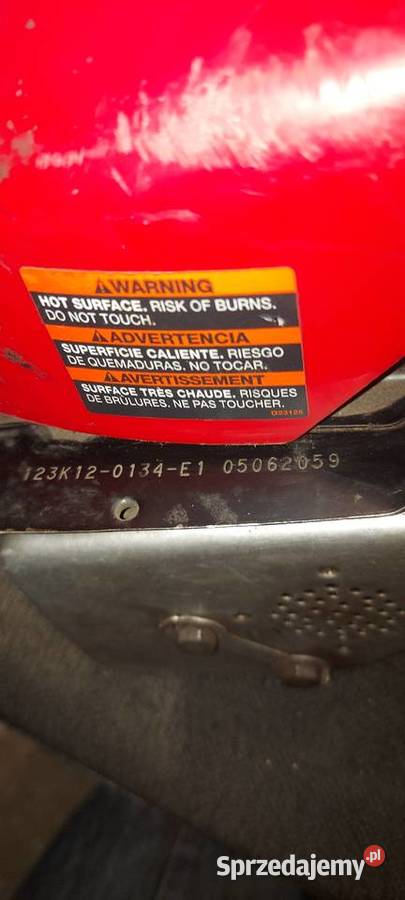 WARNING
HOT SURFACE. RISK OF BURNS.
DO NOT TOUCH.
ADVERTENCIA
SUPERFICIE CALIENTE. RIESGO
DE QUEMADURAS. NO TOCAR.
AVERTISSEMENT
SURFACE TRÈS CHAUDE. RISQUES
DE BRÛLURES. NE PAS TOUCHER.
D23125
123K12-0134-E1 05062059
Sprzedajemy.pl